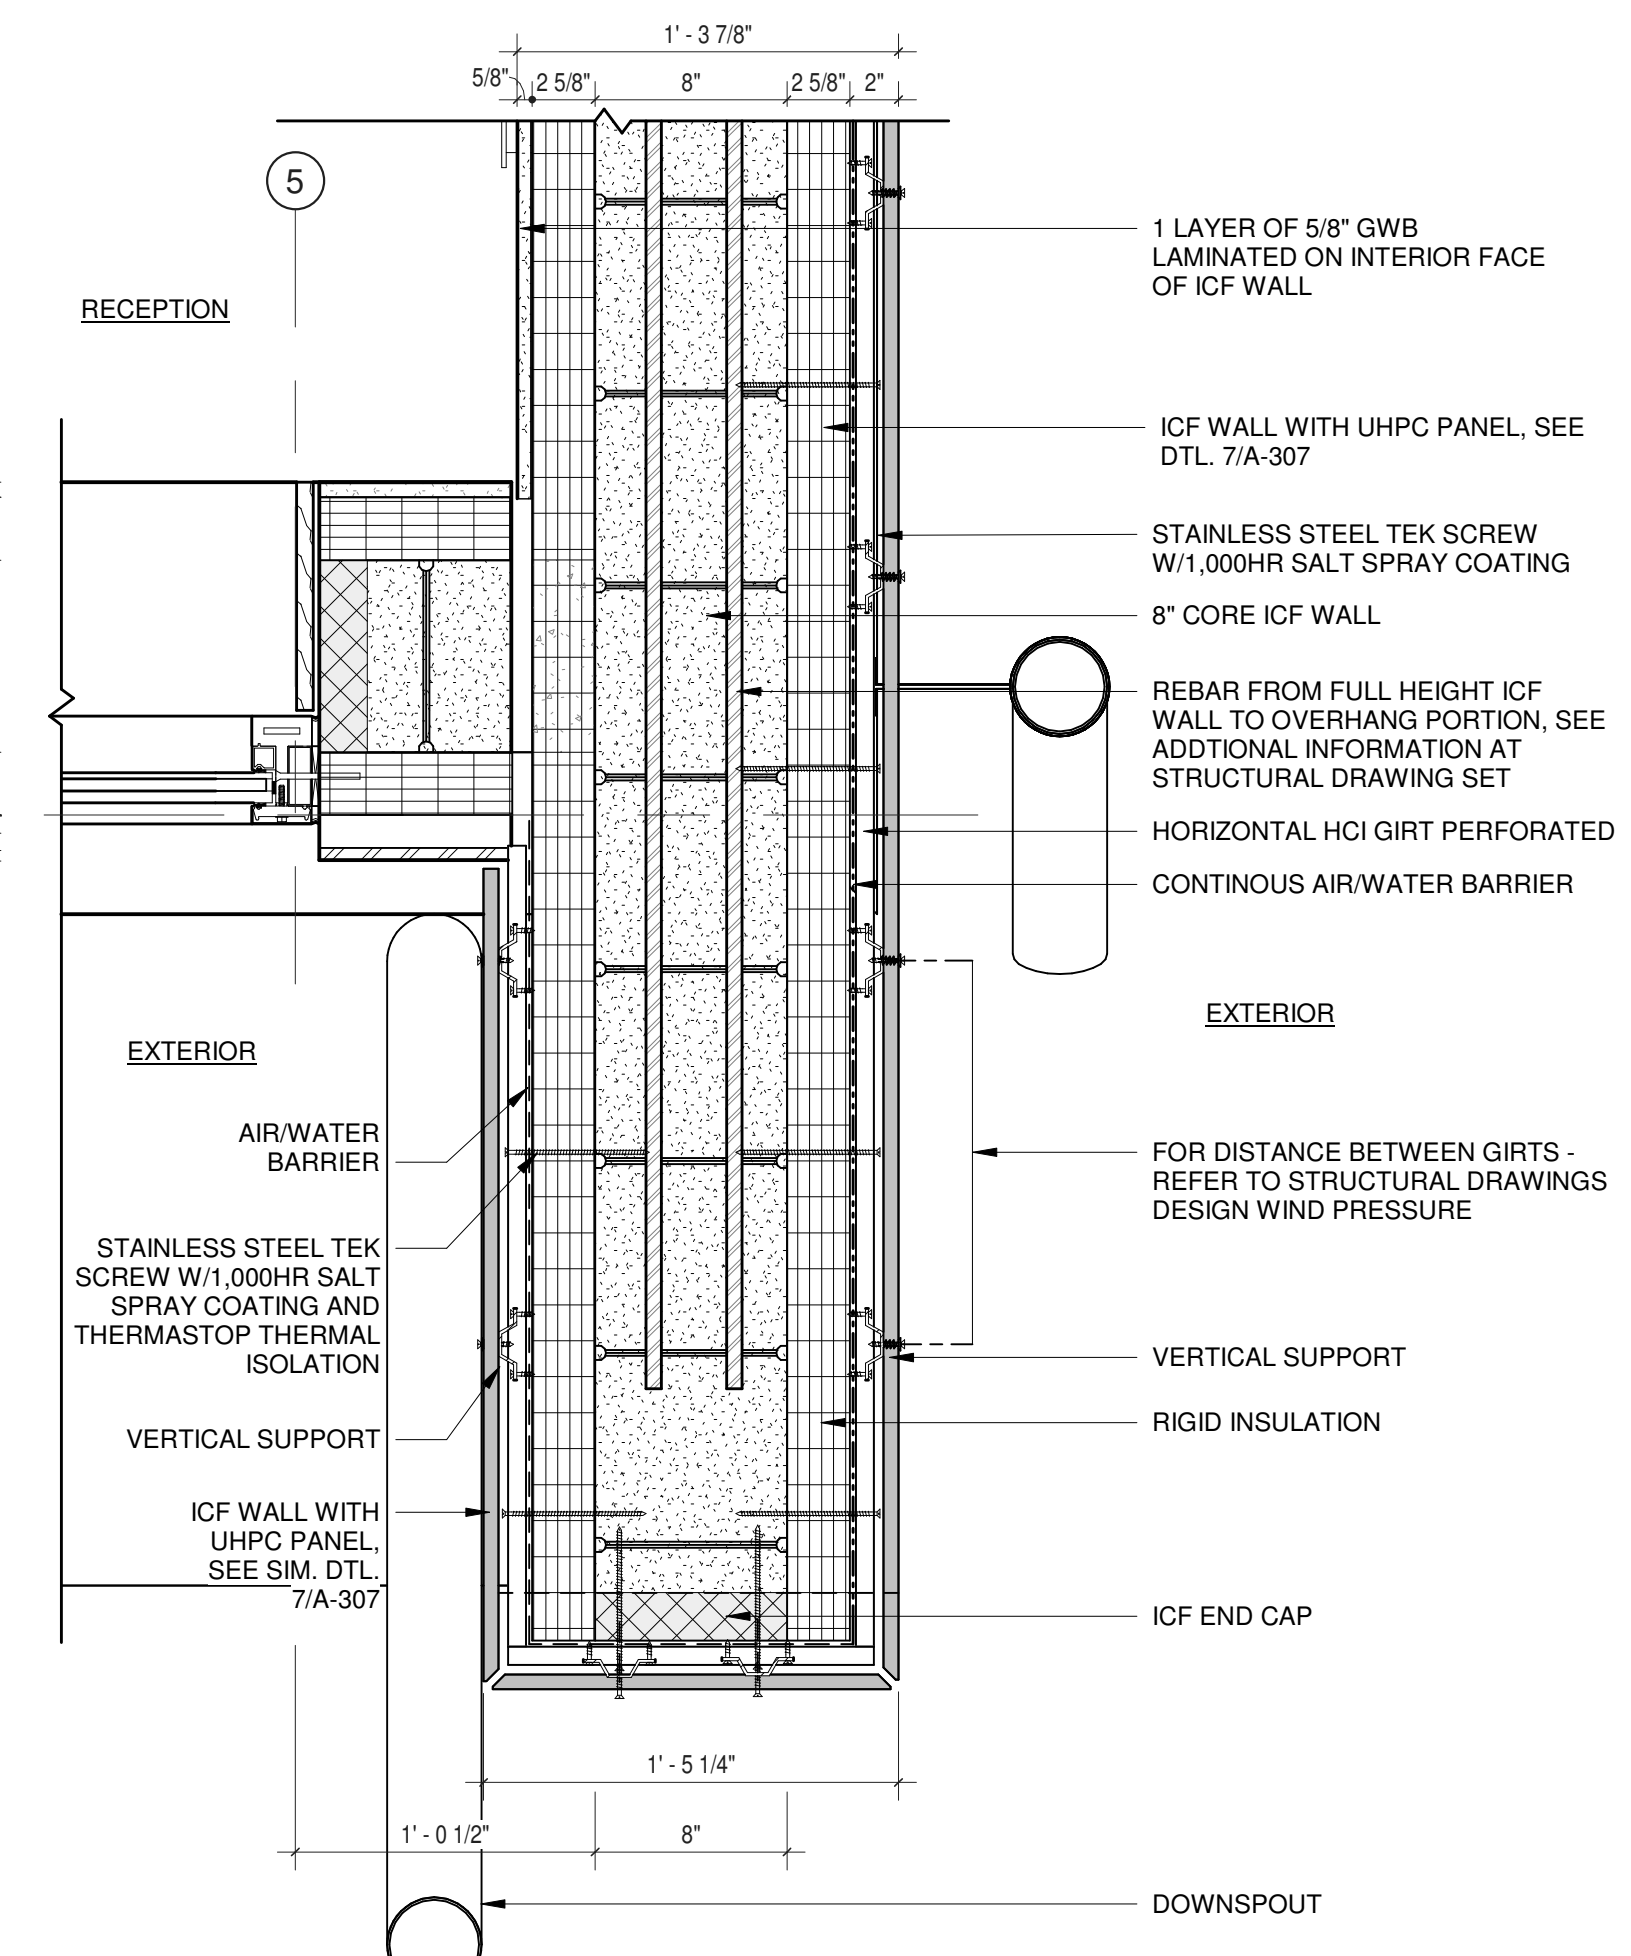 1' - 3 7/8"
5/8"
2 5/8"
8"
2 5/8"
2"
5
RECEPTION
1 LAYER OF 5/8" GWB
LAMINATED ON INTERIOR FACE
OF ICF WALL
ICF WALL WITH UHPC PANEL, SEE
DTL. 7/A-307
STAINLESS STEEL TEK SCREW
W/1,000HR SALT SPRAY COATING
8" CORE ICF WALL
REBAR FROM FULL HEIGHT ICF
WALL TO OVERHANG PORTION, SEE
ADDTIONAL INFORMATION AT
STRUCTURAL DRAWING SET
HORIZONTAL HCI GIRT PERFORATED
CONTINOUS AIR/WATER BARRIER
EXTERIOR
EXTERIOR
AIR/WATER
BARRIER
FOR DISTANCE BETWEEN GIRTS -
REFER TO STRUCTURAL DRAWINGS
DESIGN WIND PRESSURE
STAINLESS STEEL TEK
SCREW W/1,000HR SALT
SPRAY COATING AND
THERMASTOP THERMAL
ISOLATION
VERTICAL SUPPORT
VERTICAL SUPPORT
RIGID INSULATION
ICF WALL WITH
UHPC PANEL,
SEE SIM. DTL.
7/A-307
ICF END CAP
1' - 5 1/4"
1' - 0 1/2"
8"
DOWNSPOUT